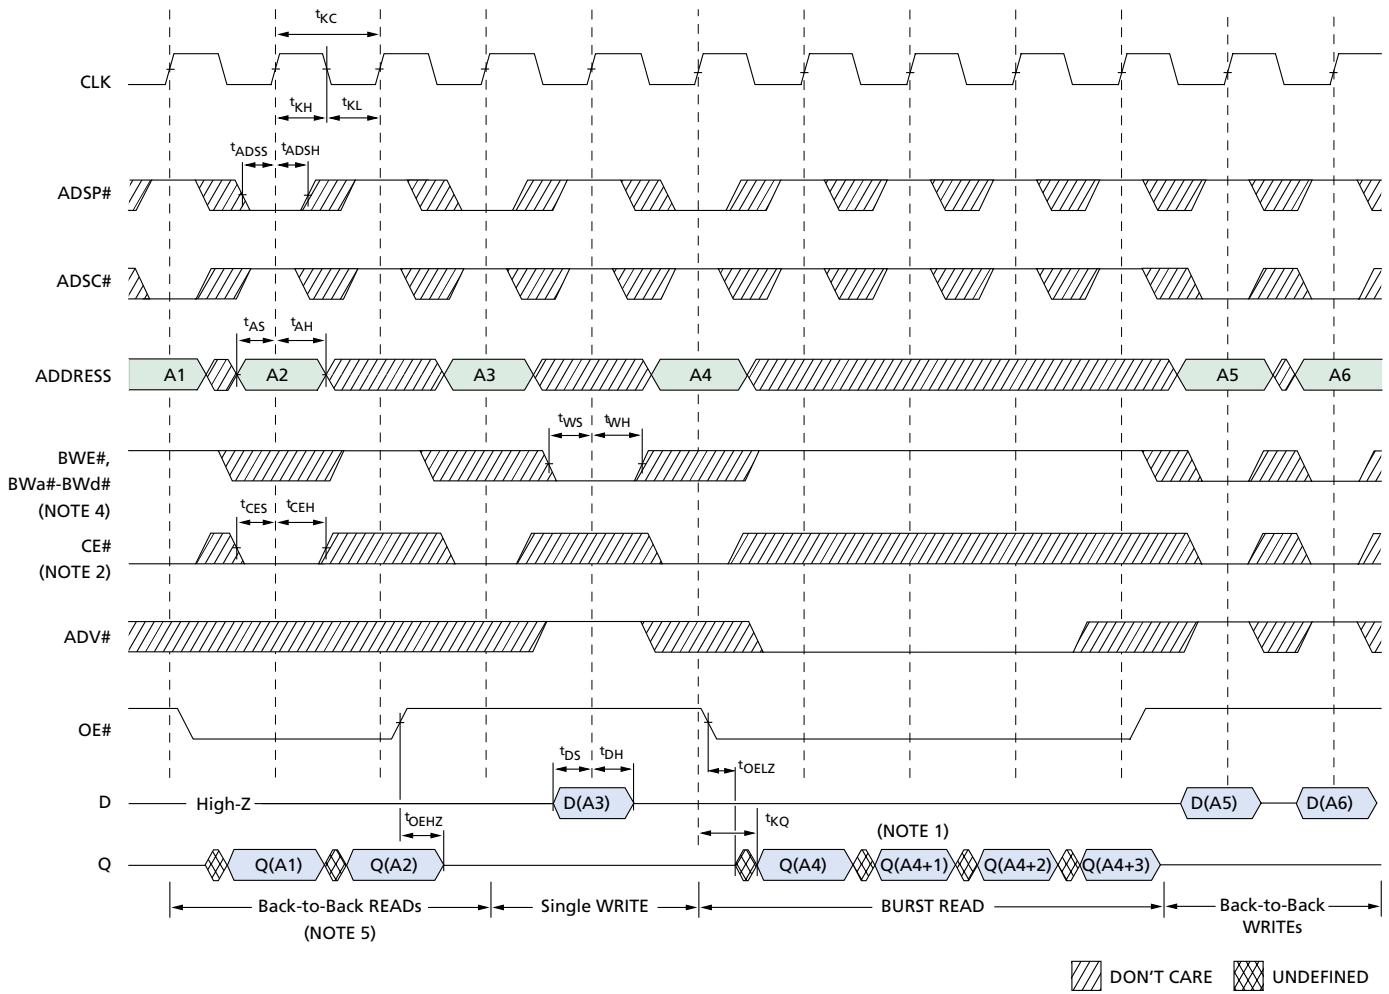 tKC
CLK
tKH
tKL
tADSS
tADSH
ADSP#
ADSC#
tAS
tAH
ADDRESS
A1
A2
A3
A4
A5
A6
tWS
tWH
BWE#,
BWa#-BWd#
(NOTE 4)
tCES
tCEH
CE#
(NOTE 2)
ADV#
OE#
tDS
tDH
tOELZ
D
High-Z
D(A3)
D(A5)
D(A6)
tOEHZ
tKQ
(NOTE 1)
Q
Q(A1)
Q(A2)
Q(A4)
Q(A4+1)
Q(A4+2)
Q(A4+3)
Back-to-Back READs
(NOTE 5)
Single WRITE
BURST READ
Back-to-Back
WRITEs
DON'T CARE
UNDEFINED